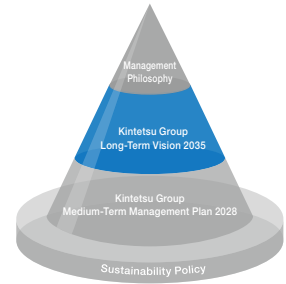 Management
Philosophy
Kintetsu Group
Long-Term Vision 2035
Kintetsu Group
Medium-Term Management Plan 2028
Sustainability Policy